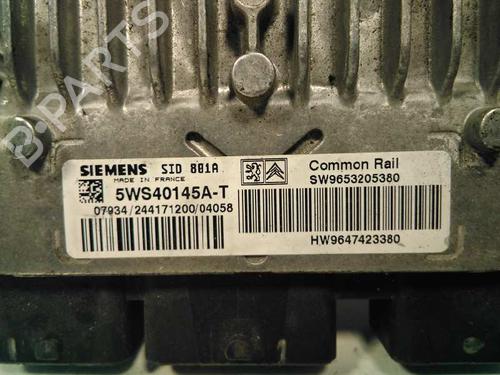 B-PARTS
SIEMENS SID 801A
MADE IN FRANCE
5WS40145A-T
07934/244171200/04058
Common Rail
SW9653205380
HW9647423380